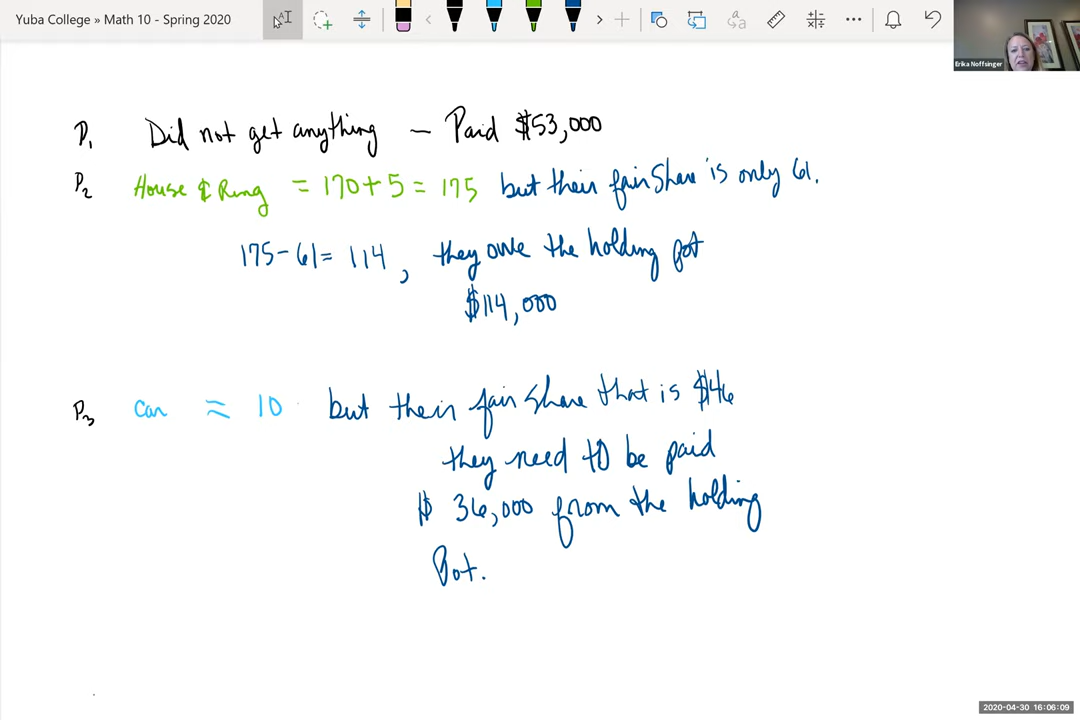 Yuba College » Math 10 - Spring 2020
Erika Noffsinger
P₁ Did not get anything – Paid $53,000
P₂ House & Ring = 170 + 5 = 175 but their fair share is only 61.
175 - 61 = 114, they owe the holding pot
$114,000
P₃ Car ≈ 10 but their fair share that is $46
they need to be paid
$ 36,000 from the holding
Pot.
2020-04-30 16:06:09